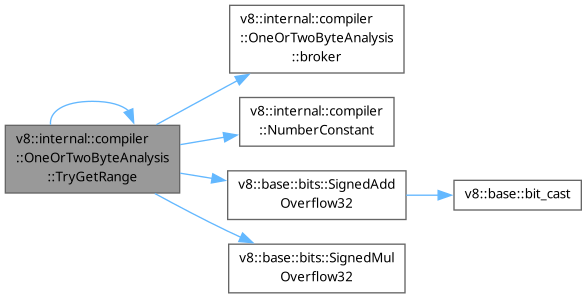 v8::internal::compiler
::OneOrTwoByteAnalysis
::TryGetRange
v8::internal::compiler
::OneOrTwoByteAnalysis
::broker
v8::internal::compiler
::NumberConstant
v8::base::bits::SignedAdd
Overflow32
v8::base::bit_cast
v8::base::bits::SignedMul
Overflow32